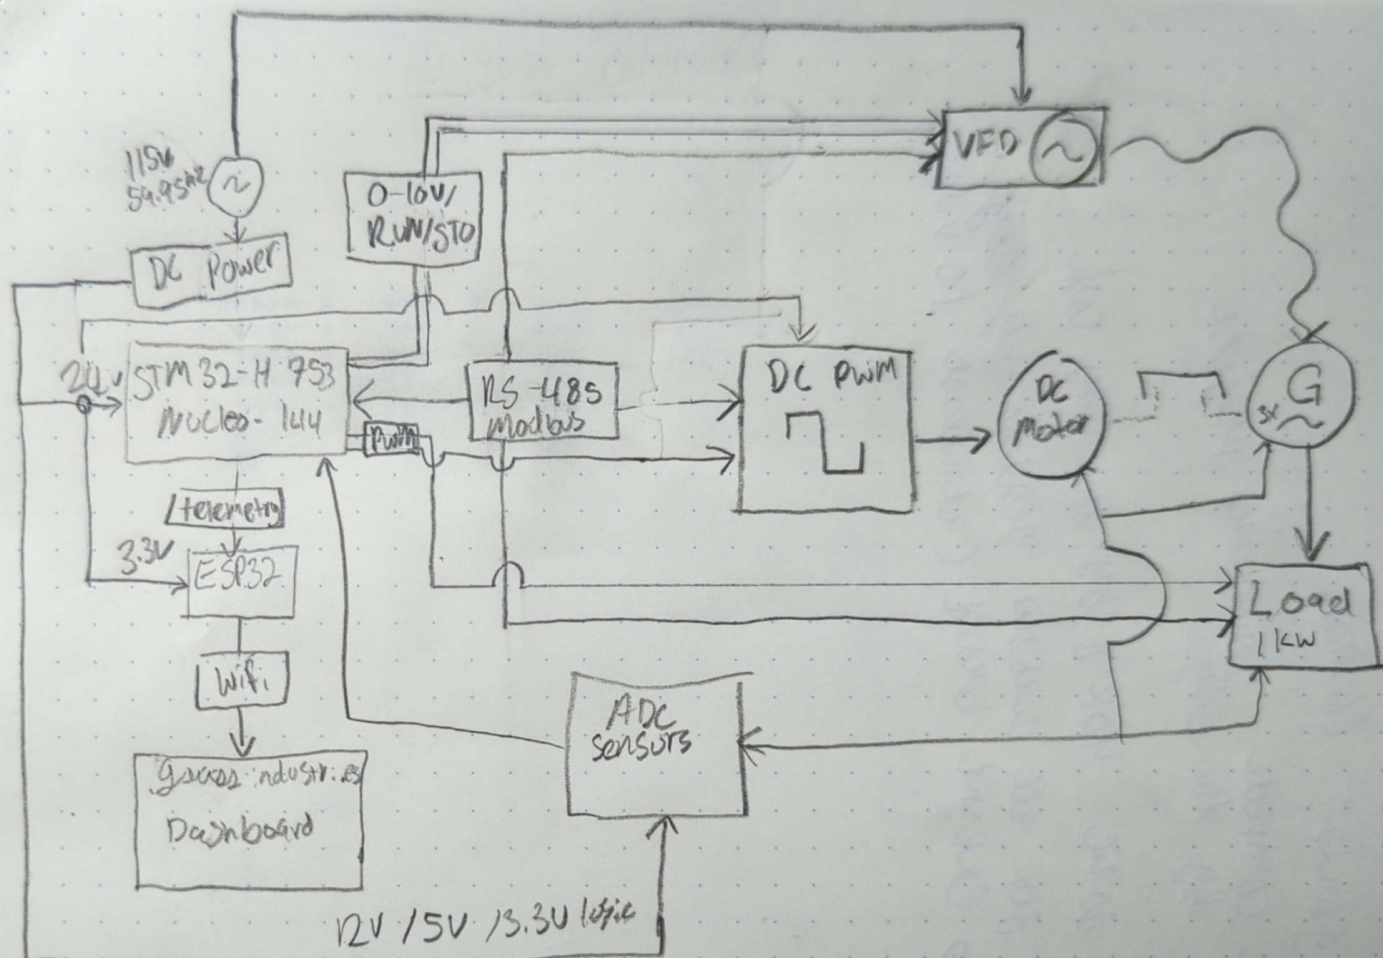 115V
59.95Hz
DC Power
0-10V/
RUN/STO
VFD
24V
STM32-H753
Nucleo-144
RS-485
Modbus
PWM
DC PWM
DC
Motor
G
3x
/telemetry
3.3V
ESP32
Load
1KW
WiFi
ADC
sensors
Dashboard
12V /5V /3.3V logic